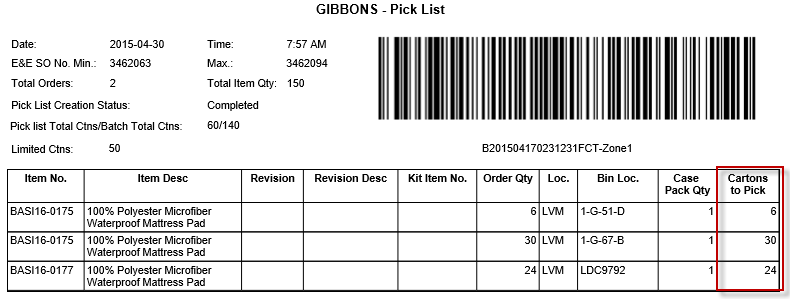 GIBBONS - Pick List
Date: 2015-04-30 Time: 7:57 AM
E&E SO No. Min.: 3462063 Max.: 3462094
Total Orders: 2 Total Item Qty: 150
Pick List Creation Status: Completed
Pick list Total Ctns/Batch Total Ctns: 60/140
Limited Ctns: 50 B201504170231231FCT-Zone1
Item No. Item Desc Revision Revision Desc Kit Item No. Order Qty Loc. Bin Loc. Case Cartons
Pack Qty to Pick
BASI16-0175 100% Polyester Microfiber 6 LVM 1-G-51-D 1 6
Waterproof Mattress Pad
BASI16-0175 100% Polyester Microfiber 30 LVM 1-G-67-B 1 30
Waterproof Mattress Pad
BASI16-0177 100% Polyester Microfiber 24 LVM LDC9792 1 24
Waterproof Mattress Pad